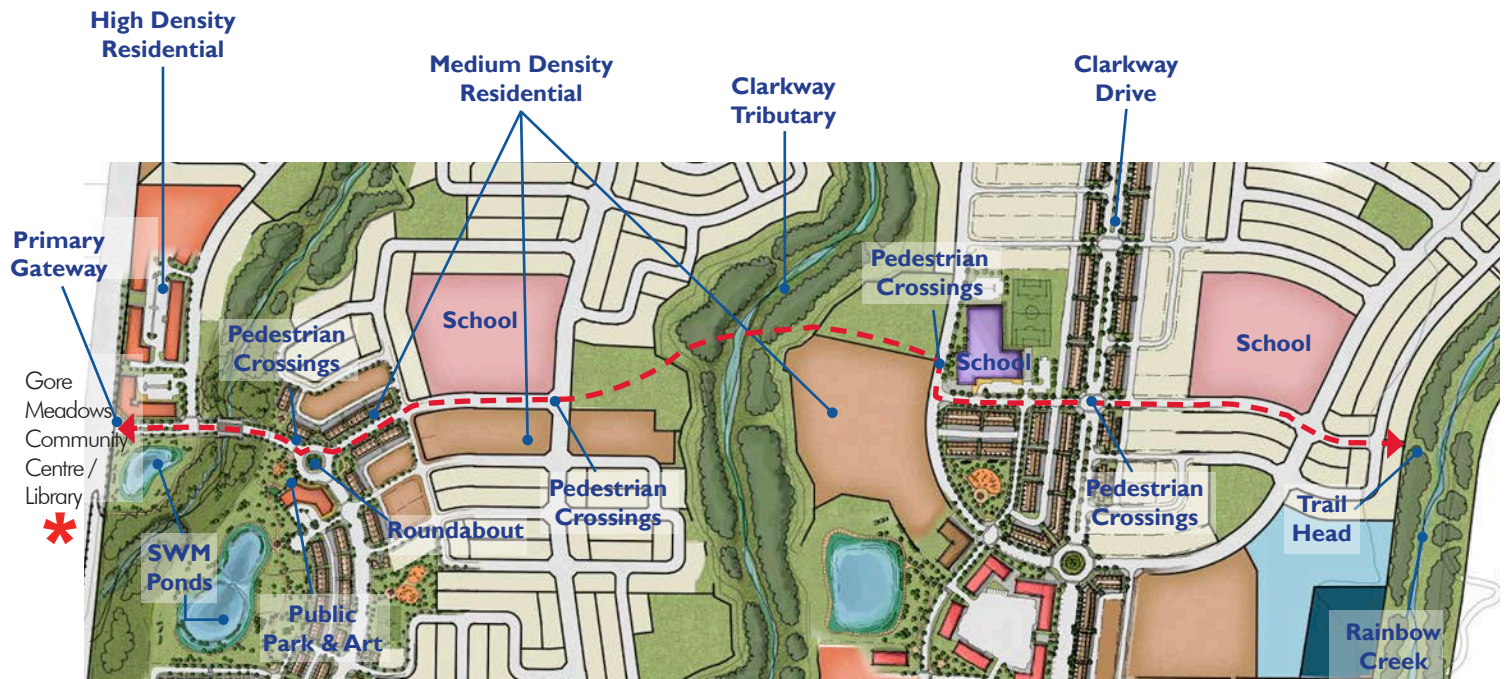 High Density
Residential
Medium Density
Residential
Clarkway
Tributary
Clarkway
Drive
Primary
Gateway
Pedestrian
Crossings
School
Pedestrian
Crossings
School
School
Gore
Meadows
Community
Centre /
Library
*
SWM
Ponds
Roundabout
Public
Park & Art
Pedestrian
Crossings
Pedestrian
Crossings
Trail
Head
Rainbow
Creek